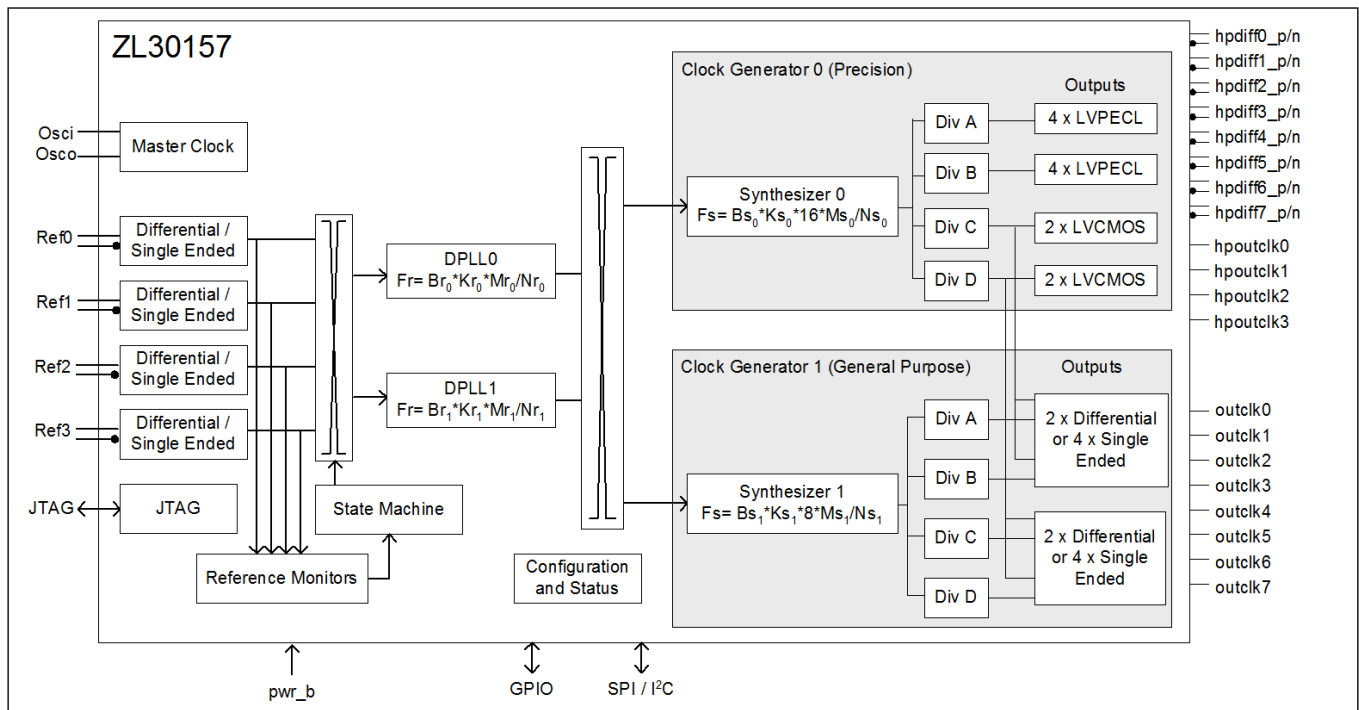 ZL30157
Osci
Osco
Master Clock
Ref0
Differential /
Single Ended
Ref1
Differential /
Single Ended
Ref2
Differential /
Single Ended
Ref3
Differential /
Single Ended
JTAG
JTAG
DPLL0
Fr= Br₀*Kr₀*Mr₀/Nr₀
DPLL1
Fr= Br₁*Kr₁*Mr₁/Nr₁
State Machine
Reference Monitors
Configuration
and Status
Clock Generator 0 (Precision)
Outputs
Synthesizer 0
Fs= Bs₀*Ks₀*16*Ms₀/Ns₀
Div A
4 x LVPECL
Div B
4 x LVPECL
Div C
2 x LVCMOS
Div D
2 x LVCMOS
Clock Generator 1 (General Purpose)
Outputs
Synthesizer 1
Fs= Bs₁*Ks₁*8*Ms₁/Ns₁
Div A
Div B
Div C
Div D
2 x Differential
or 4 x Single
Ended
2 x Differential
or 4 x Single
Ended
hpdiff0_p/n
hpdiff1_p/n
hpdiff2_p/n
hpdiff3_p/n
hpdiff4_p/n
hpdiff5_p/n
hpdiff6_p/n
hpdiff7_p/n
hpoutclk0
hpoutclk1
hpoutclk2
hpoutclk3
outclk0
outclk1
outclk2
outclk3
outclk4
outclk5
outclk6
outclk7
pwr_b
GPIO
SPI / I²C